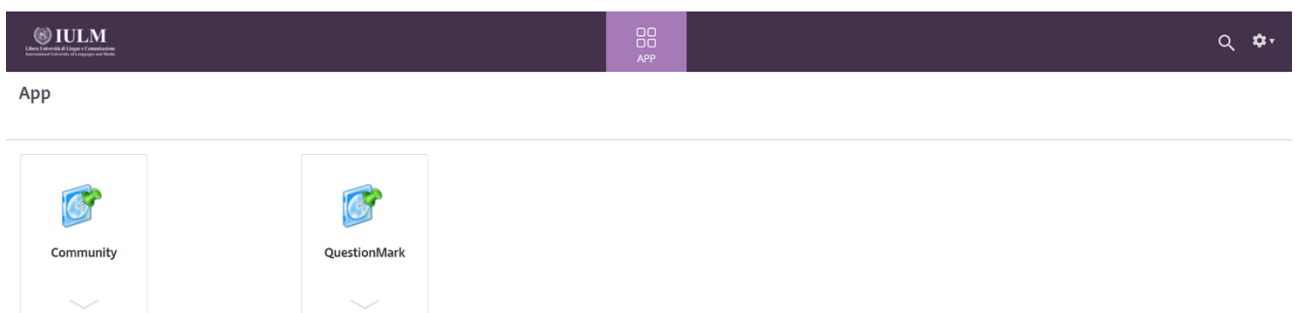 IULM
Libera Università di Lingue e Comunicazione
International University of Languages and Media
APP
App
Community
QuestionMark